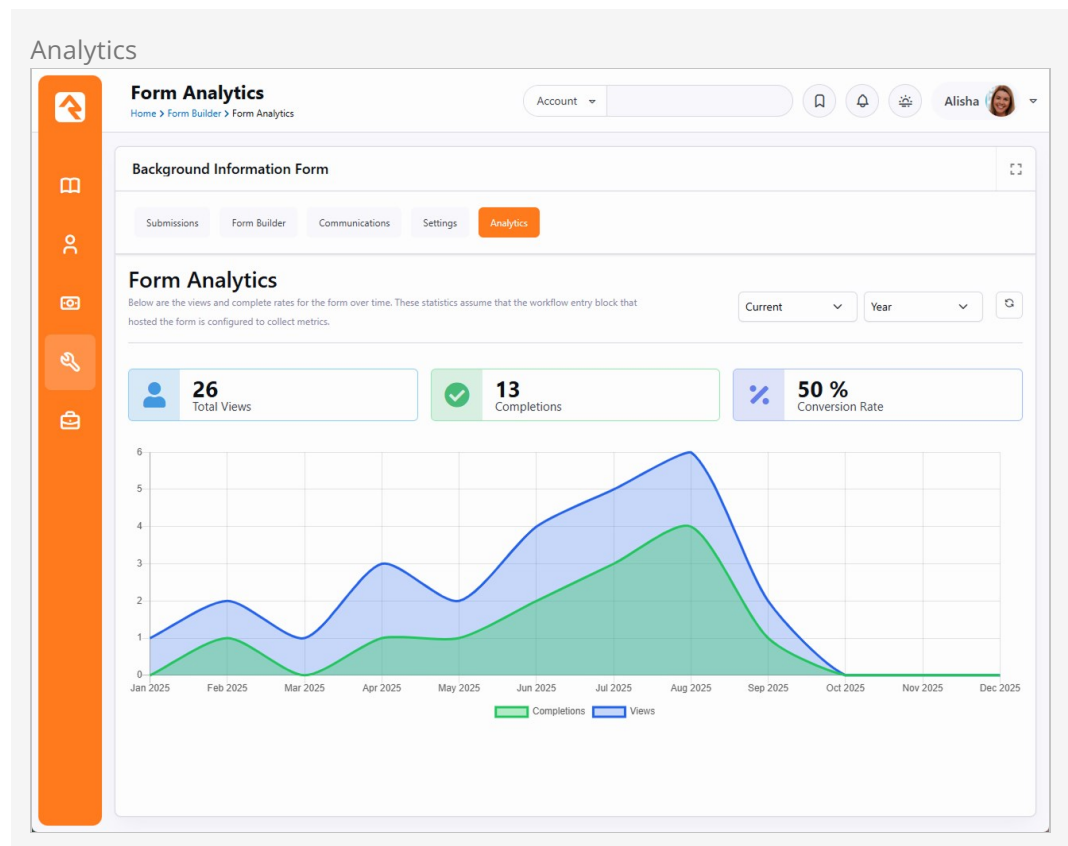 Analytics
Form Analytics
Home > Form Builder > Form Analytics
Account
Alisha
Background Information Form
Submissions
Form Builder
Communications
Settings
Analytics
Form Analytics
Below are the views and complete rates for the form over time. These statistics assume that the workflow entry block that
hosted the form is configured to collect metrics.
Current
Year
26
Total Views
13
Completions
50 %
Conversion Rate
6
5
4
3
2
1
0
Jan 2025
Feb 2025
Mar 2025
Apr 2025
May 2025
Jun 2025
Jul 2025
Aug 2025
Sep 2025
Oct 2025
Nov 2025
Dec 2025
Completions
Views